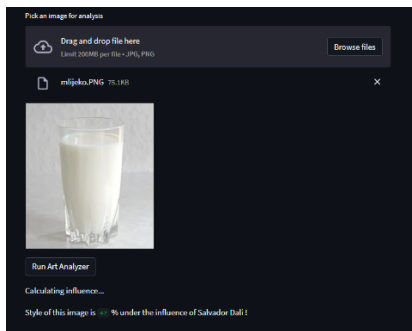 Pick an image for analysis
Drag and drop file here
Limit 200MB per file • JPG, PNG
Browse files
mlijeko.PNG 75.1KB
Run Art Analyzer
Calculating influence...
Style of this image is % under the influence of Salvador Dali !